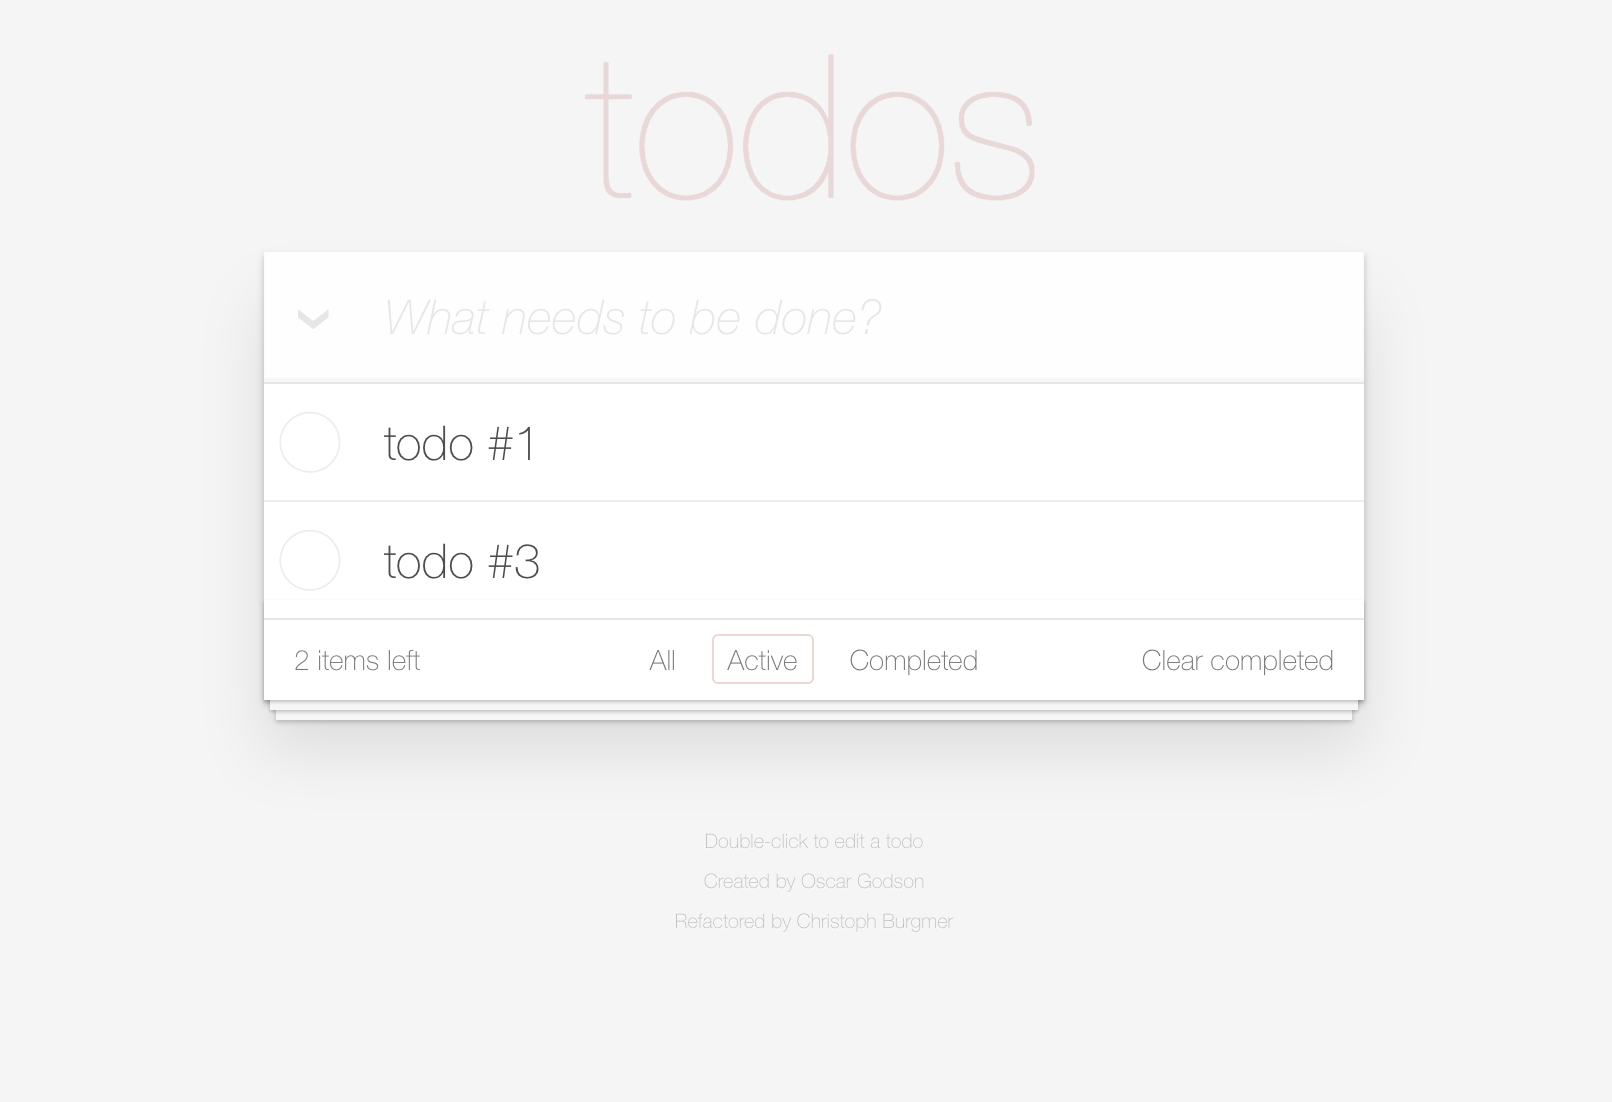 todos
What needs to be done?
todo #1
todo #3
2 items left All Active Completed Clear completed
Double-click to edit a todo
Created by Oscar Godson
Refactored by Christoph Burgmer